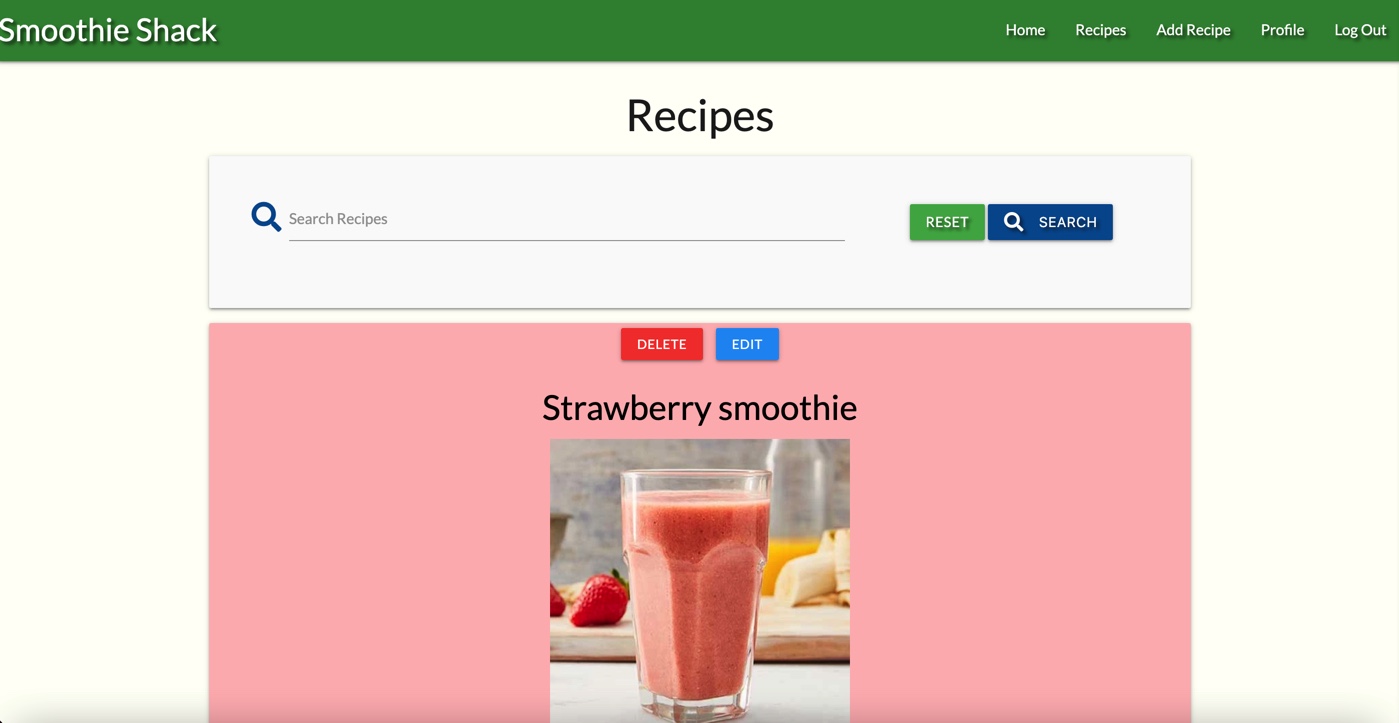 Smoothie Shack
Home Recipes Add Recipe Profile Log Out
Recipes
Search Recipes
RESET SEARCH
DELETE EDIT
Strawberry smoothie